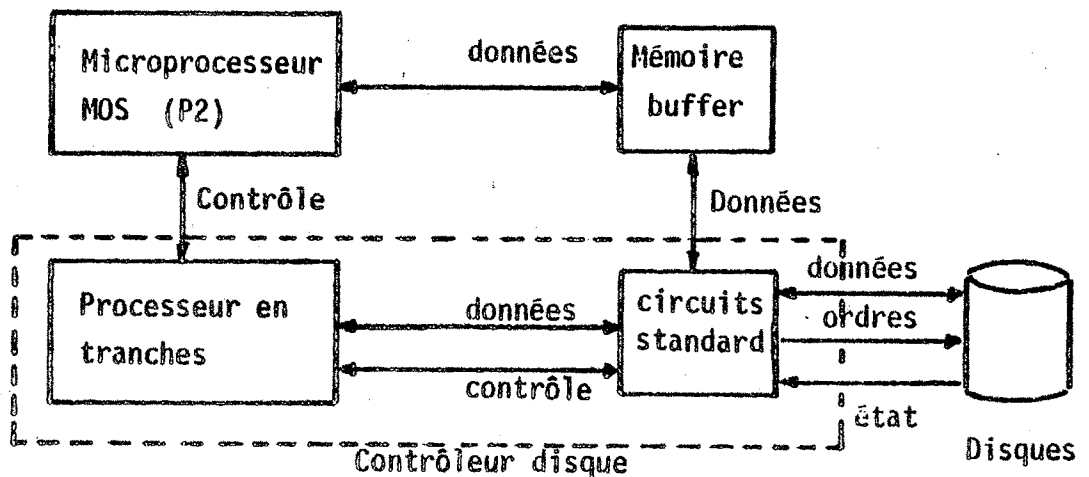 Microprocesseur
MOS (P2)
données
Mémoire
buffer
Contrôle
Données
Processeur en
tranches
données
contrôle
circuits
standard
données
ordres
état
Disques
Contrôleur disque